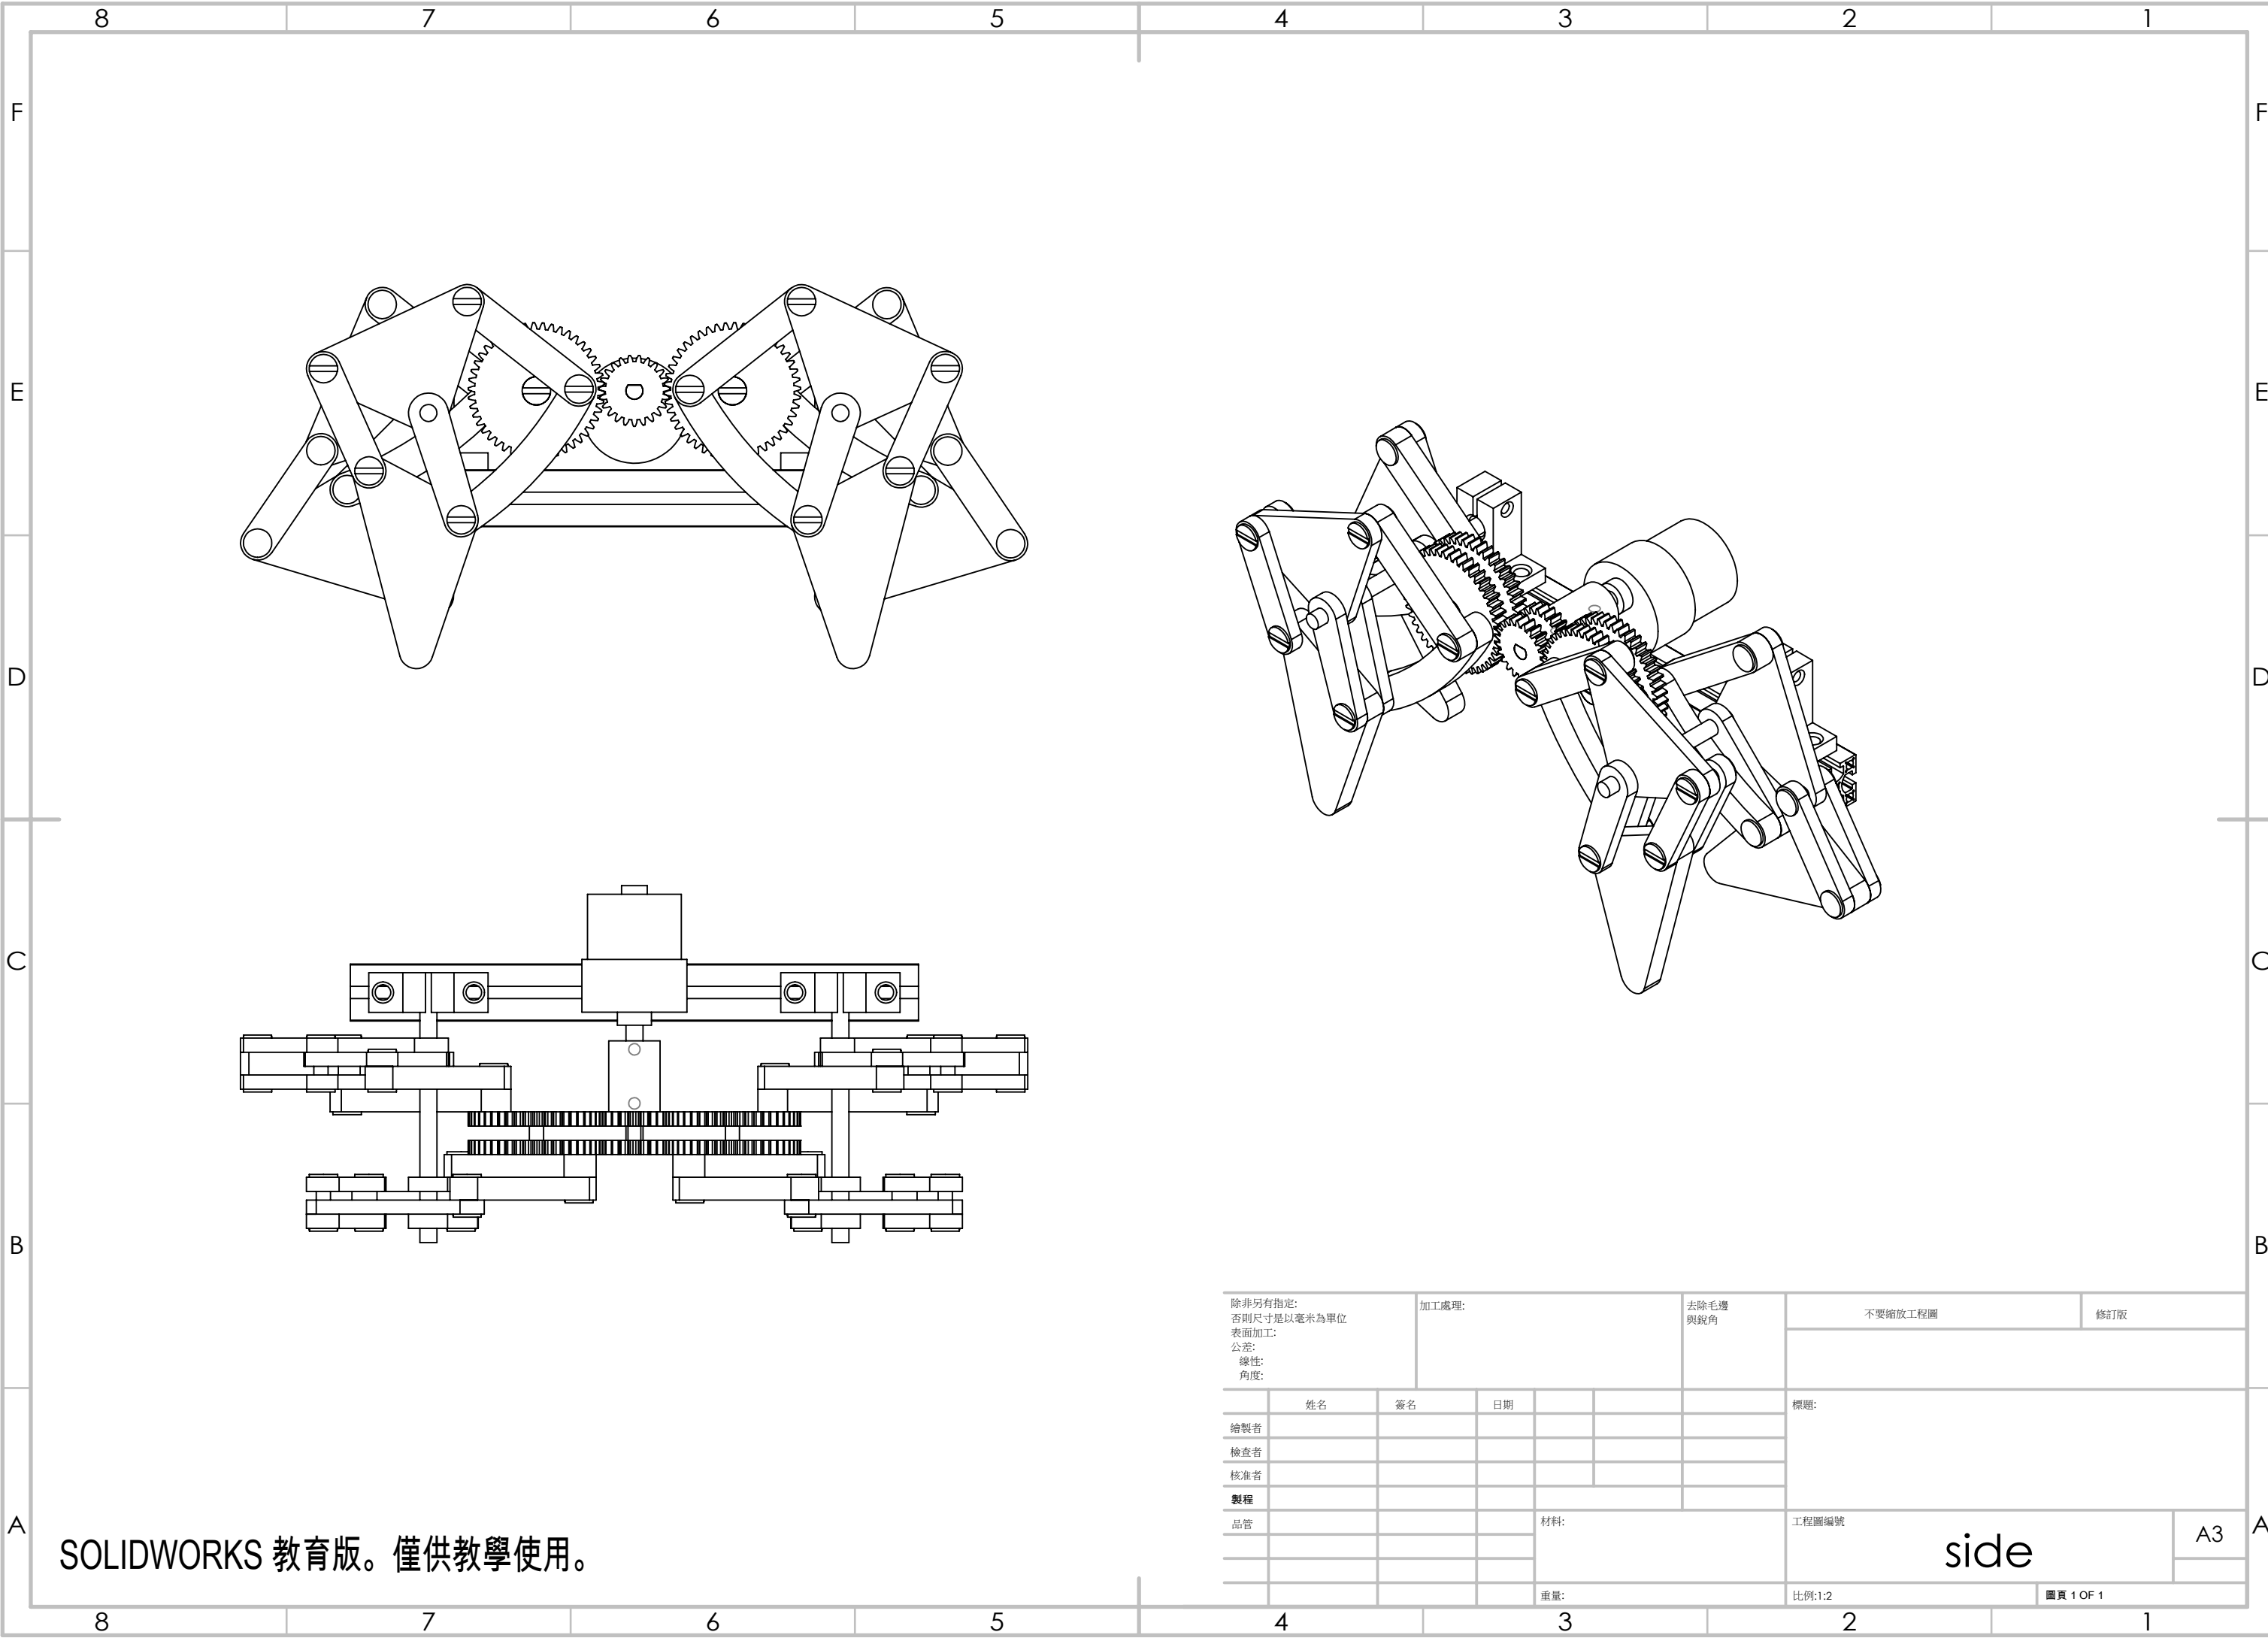 8 7 6 5 4 3 2 1
F F
E E
D D
C C
B B
A A
除非另有指定: 加工處理: 去除毛邊 不要縮放工程圖 修訂版
否則尺寸是以毫米為單位 與銳角
表面加工:
公差:
線性:
角度:
姓名 簽名 日期 標題:
繪製者
檢查者
核准者
製程
品管 材料: 工程圖編號
side A3
SOLIDWORKS 教育版。僅供教學使用。
重量: 比例:1:2 圖頁 1 OF 1
8 7 6 5 4 3 2 1